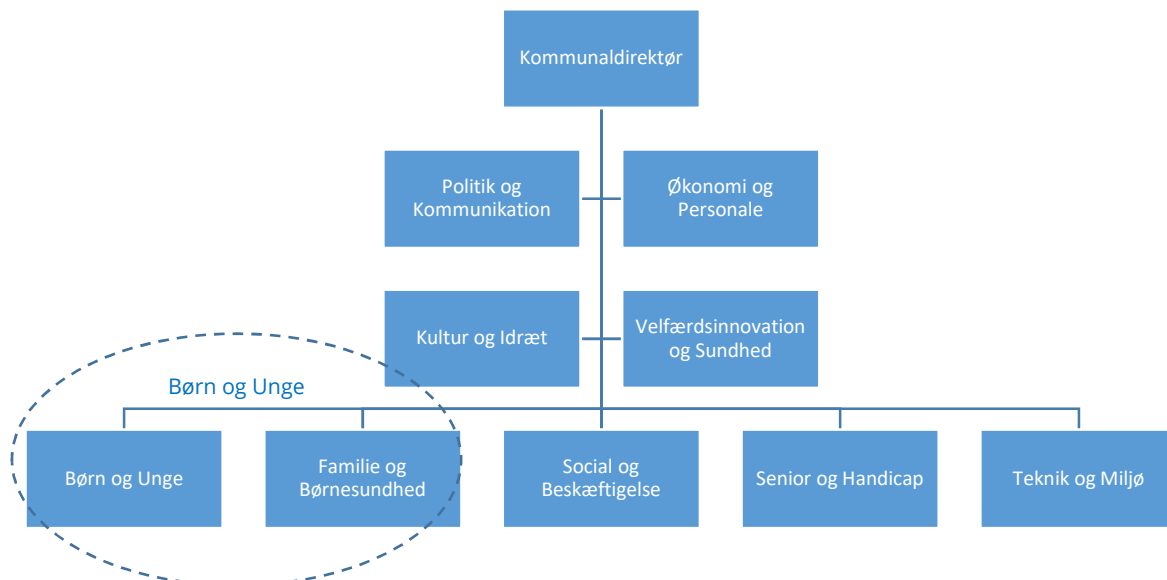 Kommunaldirektør
Politik og
Kommunikation
Økonomi og
Personale
Kultur og Idræt
Velfærdsinnovation
og Sundhed
Børn og Unge
Børn og Unge
Familie og
Børnesundhed
Social og
Beskæftigelse
Senior og Handicap
Teknik og Miljø